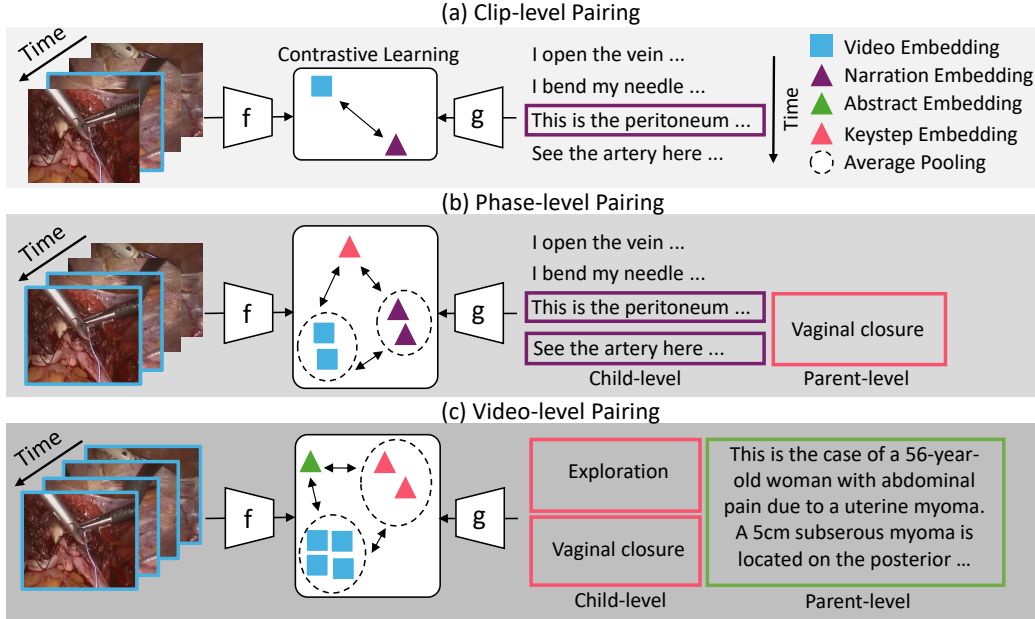 (a) Clip-level Pairing
Time
Contrastive Learning
f
g
I open the vein ...
I bend my needle ...
This is the peritoneum ...
See the artery here ...
Time
Video Embedding
Narration Embedding
Abstract Embedding
Keystep Embedding
Average Pooling
(b) Phase-level Pairing
Time
f
g
I open the vein ...
I bend my needle ...
This is the peritoneum ...
See the artery here ...
Child-level
Vaginal closure
Parent-level
(c) Video-level Pairing
Time
f
g
Exploration
Vaginal closure
Child-level
This is the case of a 56-year-
old woman with abdominal
pain due to a uterine myoma.
A 5cm subserous myoma is
located on the posterior ...
Parent-level